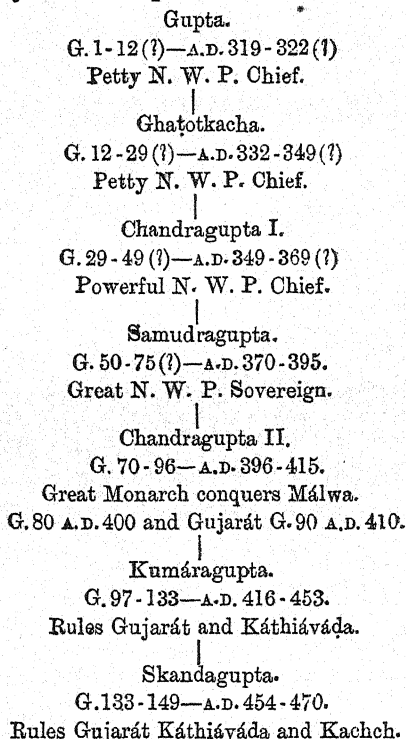 Gupta.
G. 1-12 (?)—A.D. 319-322 (?)
Petty N. W. P. Chief.
Ghaṭotkacha.
G. 12-29 (?)—A.D. 332-349 (?)
Petty N. W. P. Chief.
Chandragupta I.
G. 29-49 (?)—A.D. 349-369 (?)
Powerful N. W. P. Chief.
Samudragupta.
G. 50-75 (?)—A.D. 370-395.
Great N. W. P. Sovereign.
Chandragupta II.
G. 70-96—A.D. 396-415.
Great Monarch conquers Málwa.
G. 80 A.D. 400 and Gujarát G. 90 A.D. 410.
Kumáragupta.
G. 97-133—A.D. 416-453.
Rules Gujarát and Káthiáváḍa.
Skandagupta.
G. 133-149—A.D. 454-470.
Rules Gujarát Káthiáváḍa and Kachch.